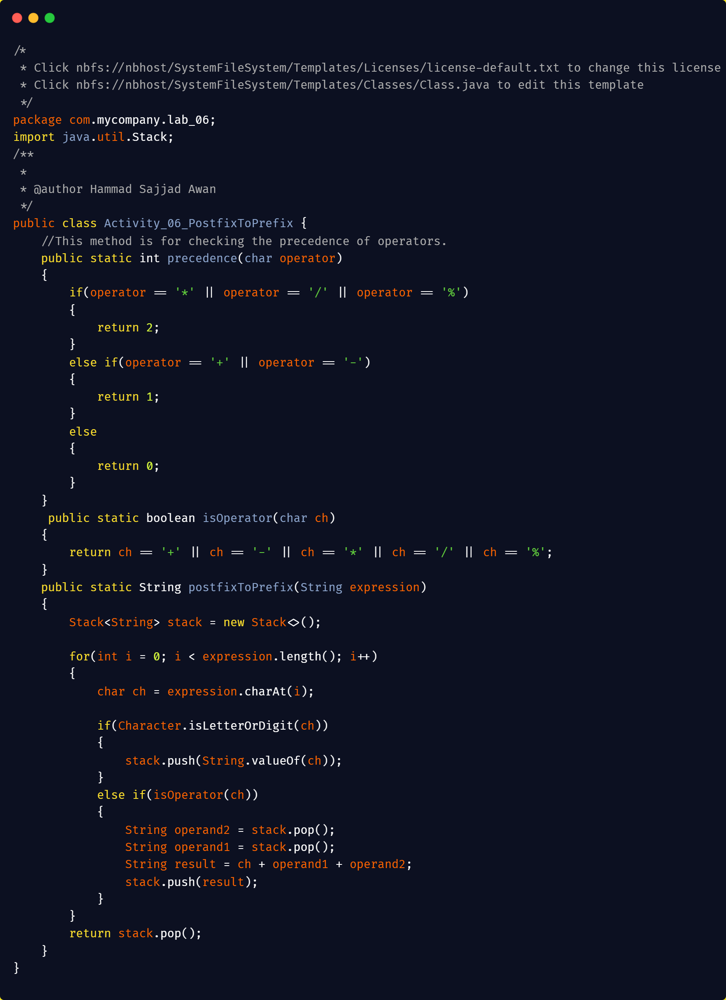 /*
 * Click nbfs://nbhost/SystemFileSystem/Templates/Licenses/license-default.txt to change this license
 * Click nbfs://nbhost/SystemFileSystem/Templates/Classes/Class.java to edit this template
 */
package com.mycompany.lab_06;
import java.util.Stack;
/**
 *
 * @author Hammad Sajjad Awan
 */
public class Activity_06_PostfixToPrefix {
    //This method is for checking the precedence of operators.
    public static int precedence(char operator)
    {
        if(operator == '*' || operator == '/' || operator == '%')
        {
            return 2;
        }
        else if(operator == '+' || operator == '-')
        {
            return 1;
        }
        else
        {
            return 0;
        }
    }
     public static boolean isOperator(char ch)
    {
        return ch == '+' || ch == '-' || ch == '*' || ch == '/' || ch == '%';
    }
    public static String postfixToPrefix(String expression)
    {
        Stack<String> stack = new Stack<>();

        for(int i = 0; i < expression.length(); i++)
        {
            char ch = expression.charAt(i);

            if(Character.isLetterOrDigit(ch))
            {
                stack.push(String.valueOf(ch));
            }
            else if(isOperator(ch))
            {
                String operand2 = stack.pop();
                String operand1 = stack.pop();
                String result = ch + operand1 + operand2;
                stack.push(result);
            }
        }
        return stack.pop();
    }
}